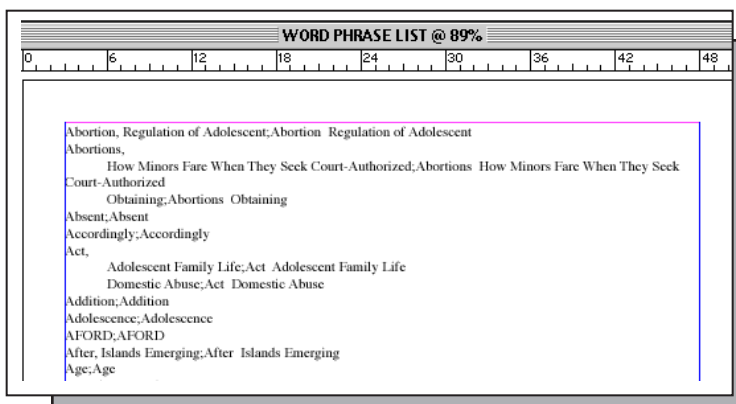 WORD PHRASE LIST @ 89%
0 6 12 18 24 30 36 42 48
Abortion, Regulation of Adolescent;Abortion  Regulation of Adolescent
Abortions,
How Minors Fare When They Seek Court-Authorized;Abortions  How Minors Fare When They Seek
Court-Authorized
Obtaining;Abortions  Obtaining
Absent;Absent
Accordingly;Accordingly
Act,
Adolescent Family Life;Act  Adolescent Family Life
Domestic Abuse;Act  Domestic Abuse
Addition;Addition
Adolescence;Adolescence
AFORD;AFORD
After, Islands Emerging;After  Islands Emerging
Age;Age